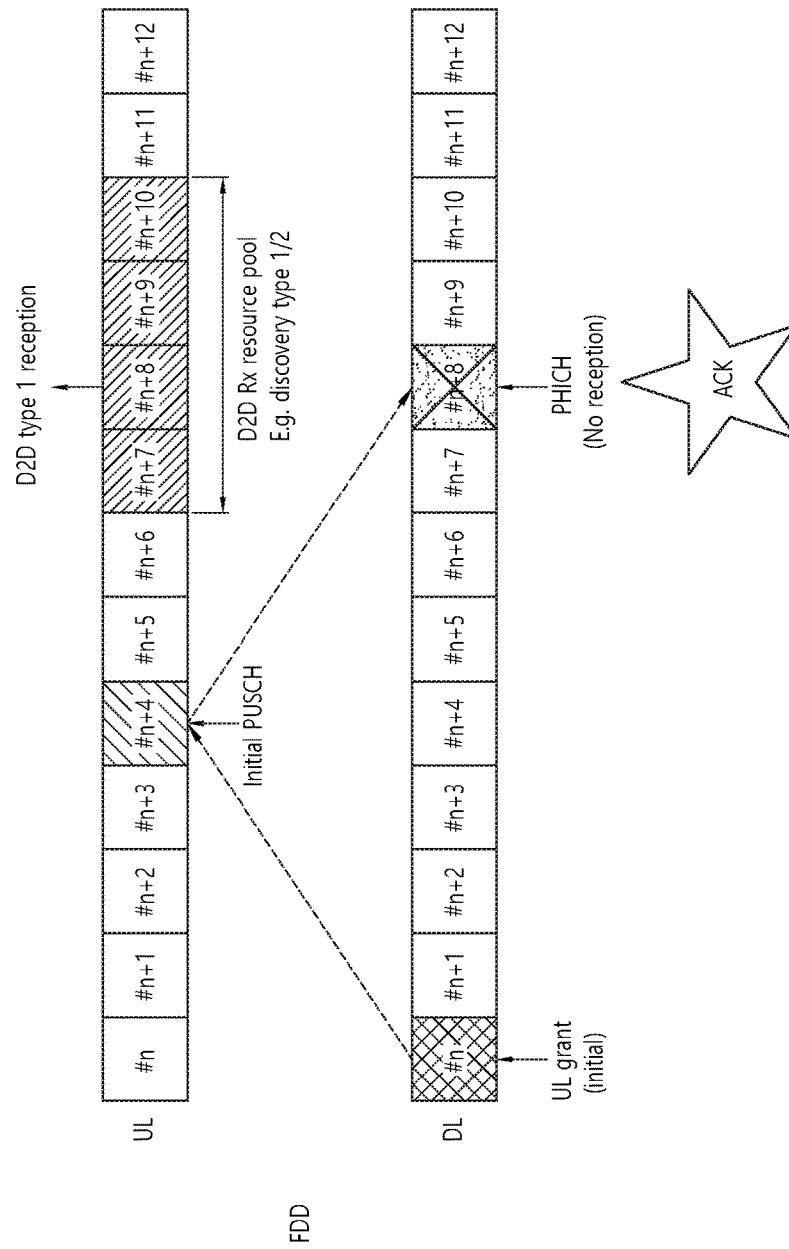 FDD
D2D type 1 reception
UL #n #n+1 #n+2 #n+3 #n+4 #n+5 #n+6 #n+7 #n+8 #n+9 #n+10 #n+11 #n+12
Initial PUSCH
D2D Rx resource pool
E.g. discovery type 1/2
DL #n #n+1 #n+2 #n+3 #n+4 #n+5 #n+6 #n+7 #n+8 #n+9 #n+10 #n+11 #n+12
UL grant
(initial)
PHICH
(No reception)
ACK